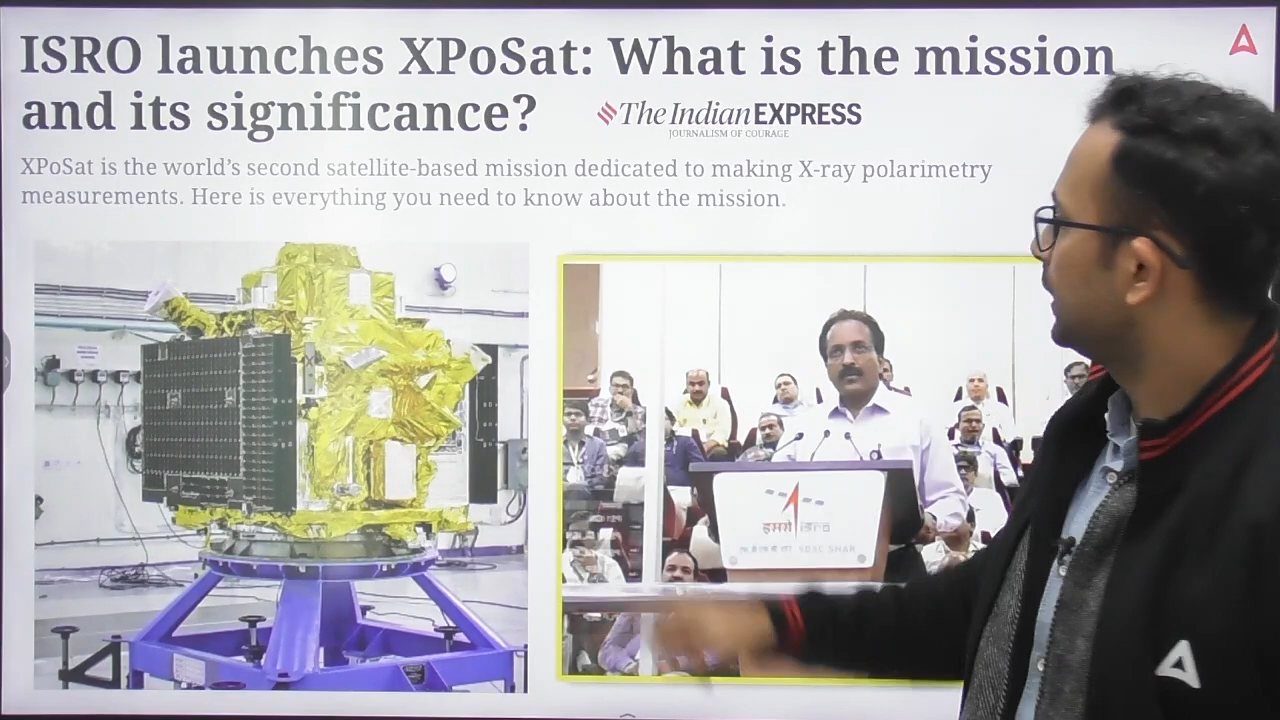 ISRO launches XPoSat: What is the mission
and its significance?
The Indian EXPRESS
JOURNALISM OF COURAGE
XPoSat is the world's second satellite-based mission dedicated to making X-ray polarimetry
measurements. Here is everything you need to know about the mission.
इसरो isro
SDSC SHAR